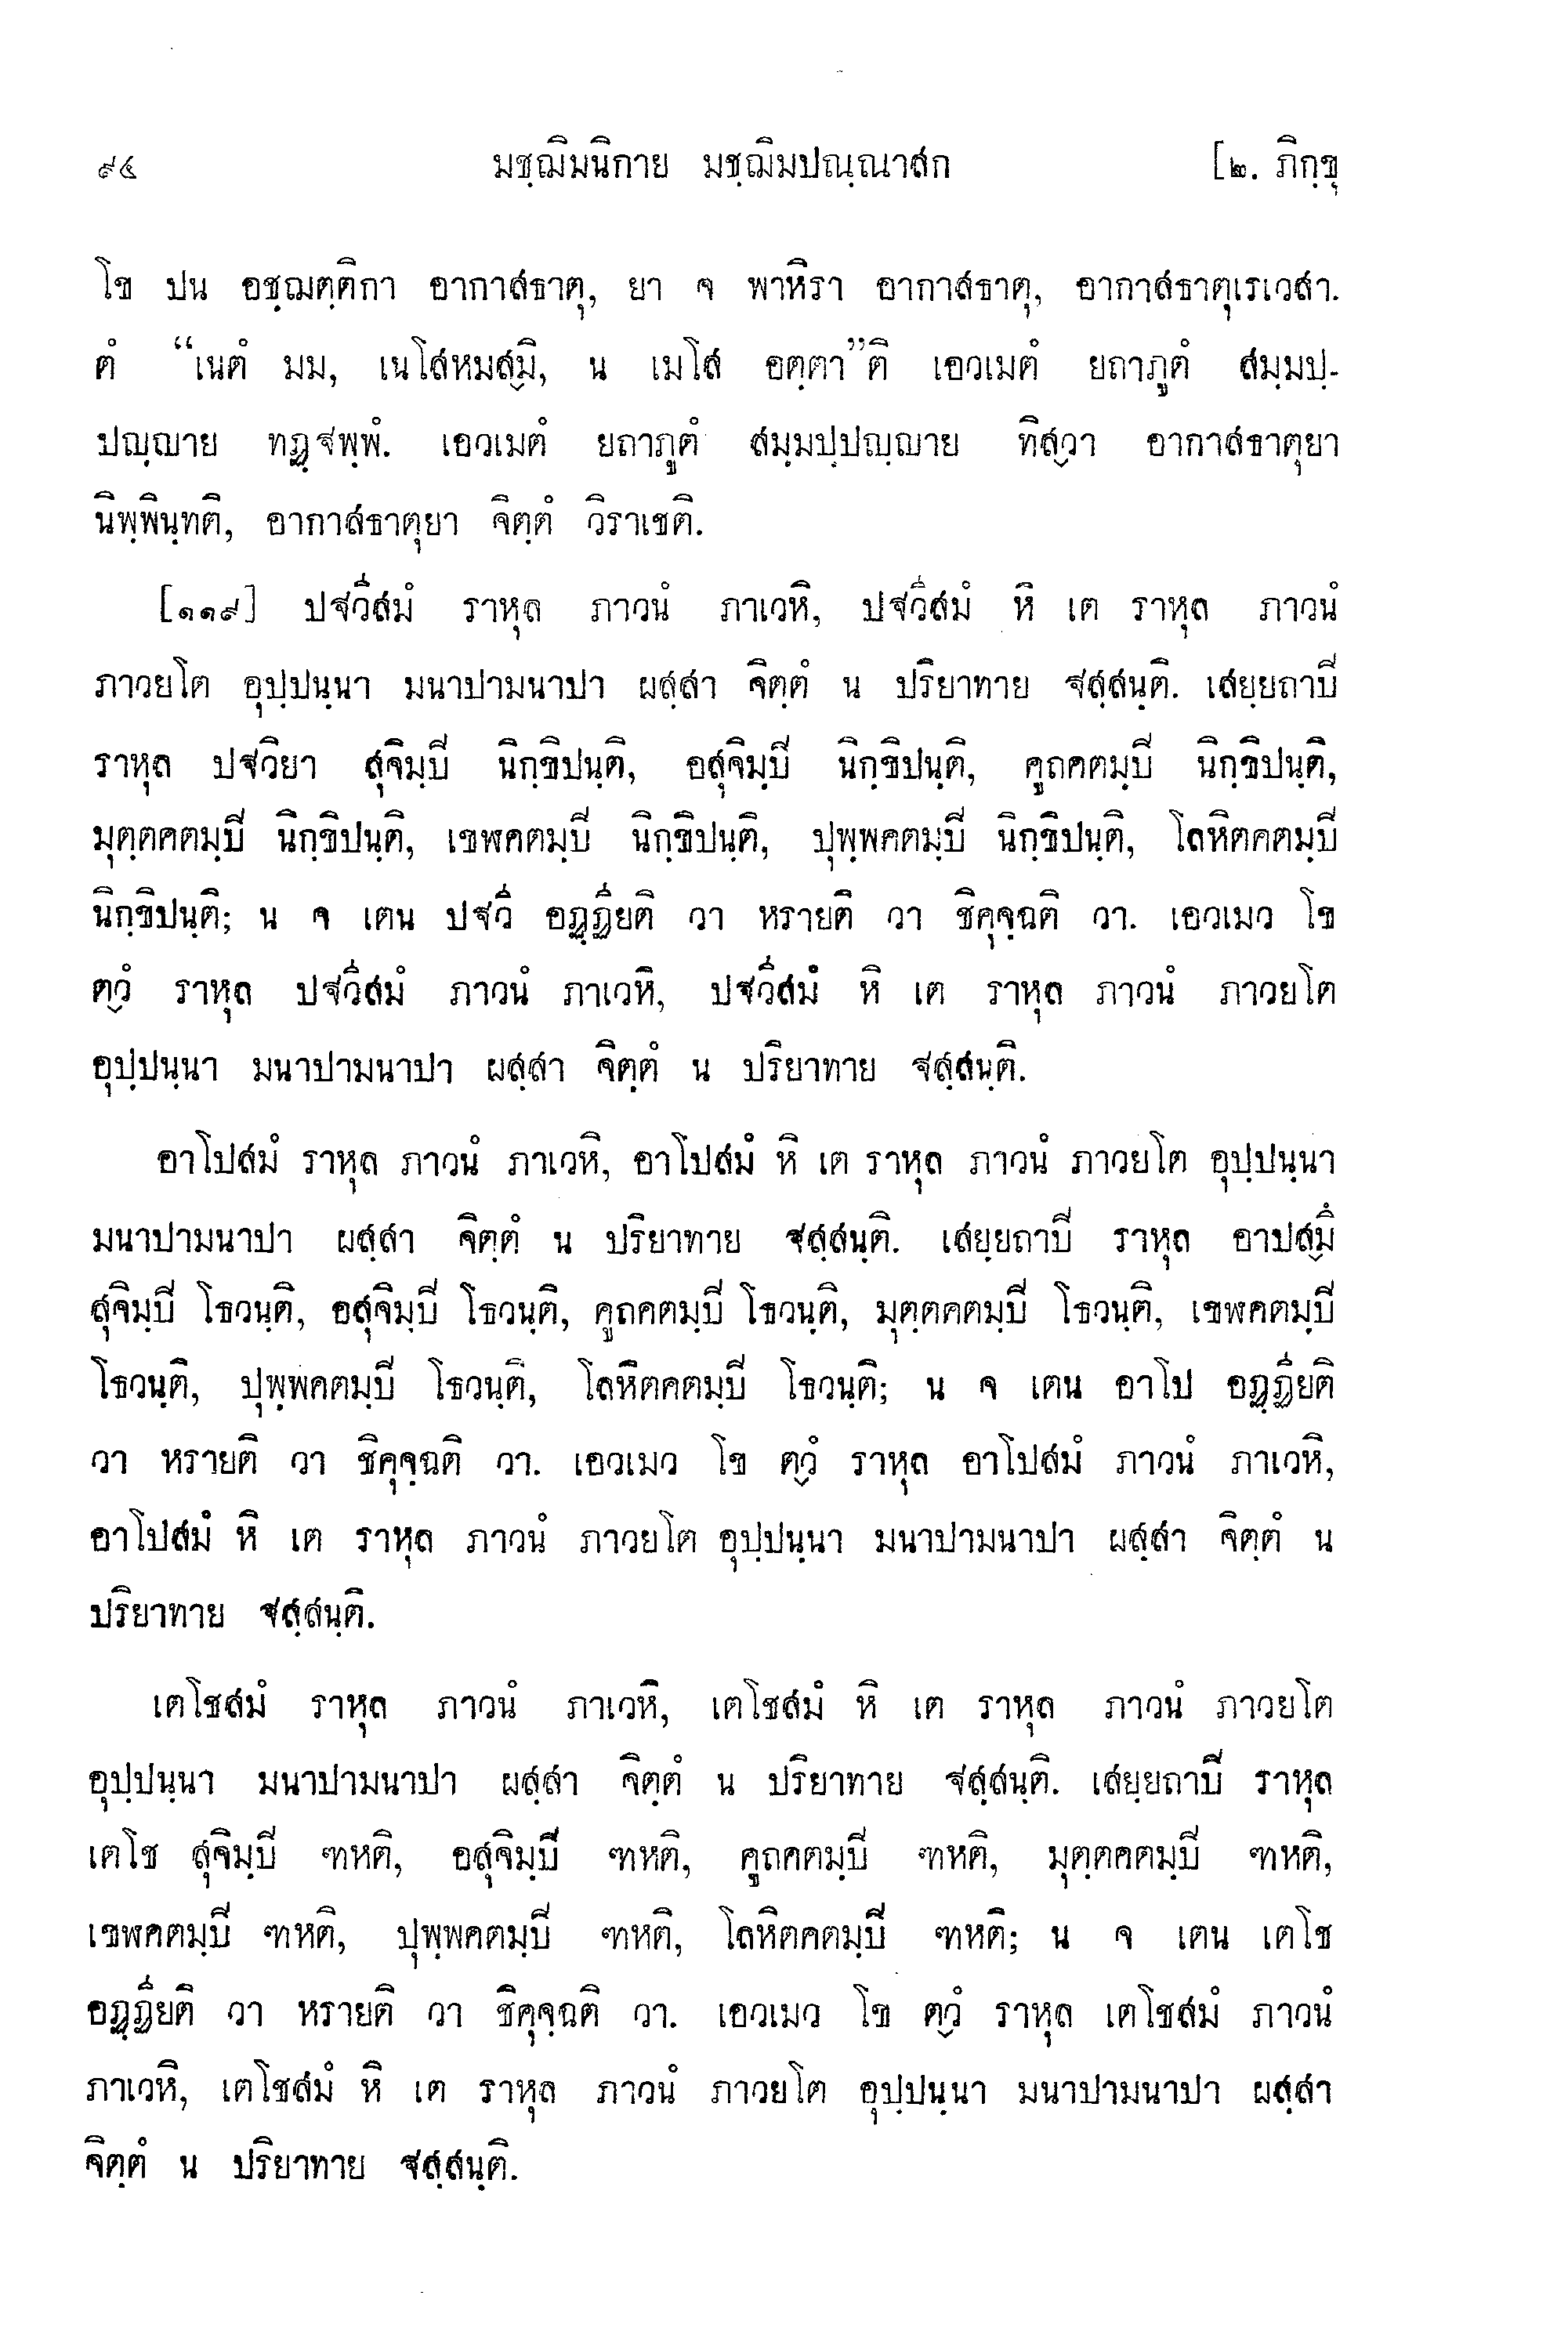 ๙๔ มชฺฌิมนิกาย มชฺฌิมปณฺณาสก [๒. ภิกฺขุ
โข ปน อชฺฌตฺติกา อากาสธาตุ, ยา จ พาหิรา อากาสธาตุ, อากาสธาตุเรเวสา.
ตํ “เนตํ มม, เนโสหมส๎มิ, น เมโส อตฺตา”ติ เอวเมตํ ยถาภูตํ สมฺมปฺ-
ปญฺญาย ทฏฺฐพฺพํ. เอวเมตํ ยถาภูตํ สมฺมปฺปญฺญาย ทิส๎วา อากาสธาตุยา
นิพฺพินฺทติ, อากาสธาตุยา จิตฺตํ วิราเชติ.
[๑๑๙] ปฐวีสมํ ราหุล ภาวนํ ภาเวหิ, ปฐวีสมํ หิ เต ราหุล ภาวนํ
ภาวยโต อุปฺปนฺนา มนาปามนาปา ผสฺสา จิตฺตํ น ปริยาทาย ฐสฺสนฺติ. เสยฺยถาปิ
ราหุล ปฐวิยา สุจิมฺปิ นิกฺขิปนฺติ, อสุจิมฺปิ นิกฺขิปนฺติ, คูถคตมฺปิ นิกฺขิปนฺติ,
มุตฺตคตมฺปิ นิกฺขิปนฺติ, เขฬคตมฺปิ นิกฺขิปนฺติ, ปุพฺพคตมฺปิ นิกฺขิปนฺติ, โลหิตคตมฺปิ
นิกฺขิปนฺติ; น จ เตน ปฐวี อฏฺฏียติ วา หรายติ วา ชิคุจฺฉติ วา. เอวเมว โข
ต๎วํ ราหุล ปฐวีสมํ ภาวนํ ภาเวหิ, ปฐวีสมํ หิ เต ราหุล ภาวนํ ภาวยโต
อุปฺปนฺนา มนาปามนาปา ผสฺสา จิตฺตํ น ปริยาทาย ฐสฺสนฺติ.
อาโปสมํ ราหุล ภาวนํ ภาเวหิ, อาโปสมํ หิ เต ราหุล ภาวนํ ภาวยโต อุปฺปนฺนา
มนาปามนาปา ผสฺสา จิตฺตํ น ปริยาทาย ฐสฺสนฺติ. เสยฺยถาปิ ราหุล อาปส๎มึ
สุจิมฺปิ โธวนฺติ, อสุจิมฺปิ โธวนฺติ, คูถคตมฺปิ โธวนฺติ, มุตฺตคตมฺปิ โธวนฺติ, เขฬคตมฺปิ
โธวนฺติ, ปุพฺพคตมฺปิ โธวนฺติ, โลหิตคตมฺปิ โธวนฺติ; น จ เตน อาโป อฏฺฏียติ
วา หรายติ วา ชิคุจฺฉติ วา. เอวเมว โข ต๎วํ ราหุล อาโปสมํ ภาวนํ ภาเวหิ,
อาโปสมํ หิ เต ราหุล ภาวนํ ภาวยโต อุปฺปนฺนา มนาปามนาปา ผสฺสา จิตฺตํ น
ปริยาทาย ฐสฺสนฺติ.
เตโชสมํ ราหุล ภาวนํ ภาเวหิ, เตโชสมํ หิ เต ราหุล ภาวนํ ภาวยโต
อุปฺปนฺนา มนาปามนาปา ผสฺสา จิตฺตํ น ปริยาทาย ฐสฺสนฺติ. เสยฺยถาปิ ราหุล
เตโช สุจิมฺปิ ฑหติ, อสุจิมฺปิ ฑหติ, คูถคตมฺปิ ฑหติ, มุตฺตคตมฺปิ ฑหติ,
เขฬคตมฺปิ ฑหติ, ปุพฺพคตมฺปิ ฑหติ, โลหิตคตมฺปิ ฑหติ; น จ เตน เตโช
อฏฺฏียติ วา หรายติ วา ชิคุจฺฉติ วา. เอวเมว โข ต๎วํ ราหุล เตโชสมํ ภาวนํ
ภาเวหิ, เตโชสมํ หิ เต ราหุล ภาวนํ ภาวยโต อุปฺปนฺนา มนาปามนาปา ผสฺสา
จิตฺตํ น ปริยาทาย ฐสฺสนฺติ.